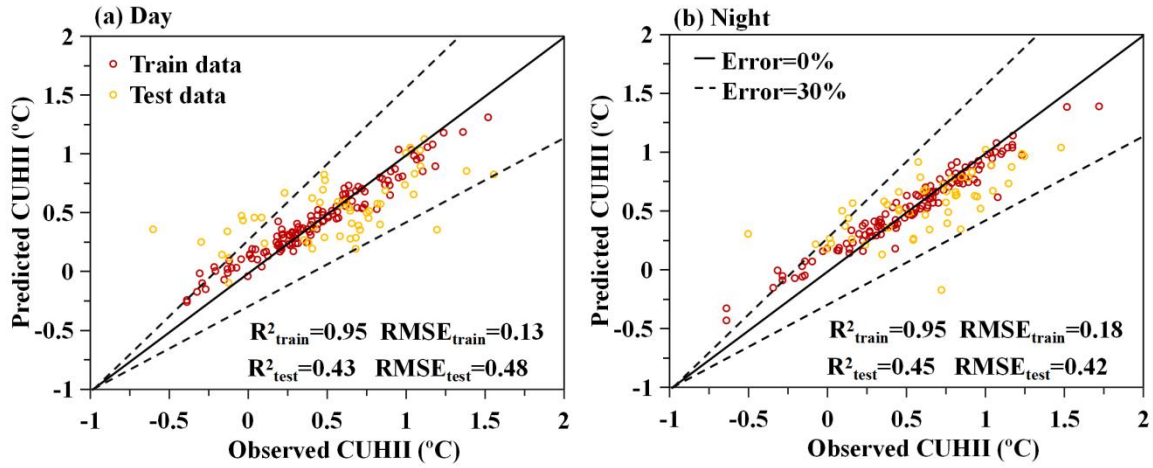 (a) Day
2
1.5
1
0.5
0
-0.5
-1
Predicted CUHII (ºC)
Train data
Test data
R²train=0.95 RMSEtrain=0.13
R²test=0.43 RMSEtest=0.48
-1 -0.5 0 0.5 1 1.5 2
Observed CUHII (ºC)
(b) Night
2
1.5
1
0.5
0
-0.5
-1
Predicted CUHII (ºC)
Error=0%
Error=30%
R²train=0.95 RMSEtrain=0.18
R²test=0.45 RMSEtest=0.42
-1 -0.5 0 0.5 1 1.5 2
Observed CUHII (ºC)